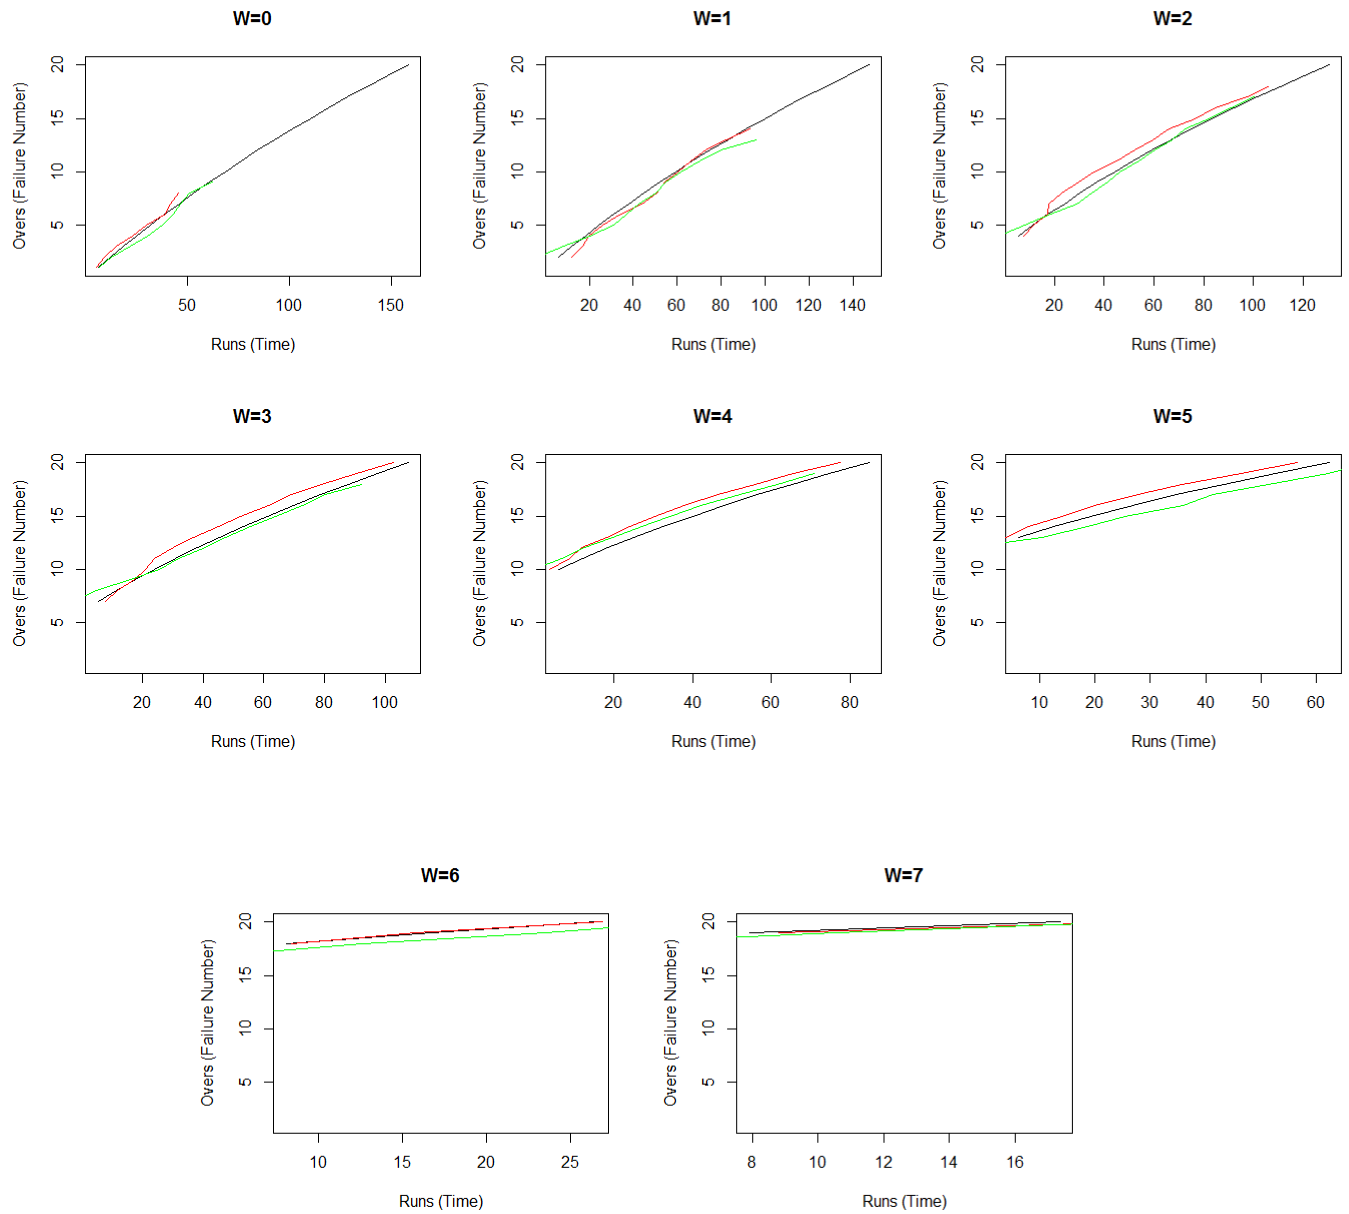 W=0 W=1 W=2
20 20 20
15 15 15
10 10 10
5 5 5
Overs (Failure Number) Overs (Failure Number) Overs (Failure Number)
50 100 150 20 40 60 80 100 120 140 20 40 60 80 100 120
Runs (Time) Runs (Time) Runs (Time)
W=3 W=4 W=5
20 20 20
15 15 15
10 10 10
5 5 5
Overs (Failure Number) Overs (Failure Number) Overs (Failure Number)
20 40 60 80 100 20 40 60 80 10 20 30 40 50 60
Runs (Time) Runs (Time) Runs (Time)
W=6 W=7
20 20
15 15
10 10
5 5
Overs (Failure Number) Overs (Failure Number)
10 15 20 25 8 10 12 14 16
Runs (Time) Runs (Time)